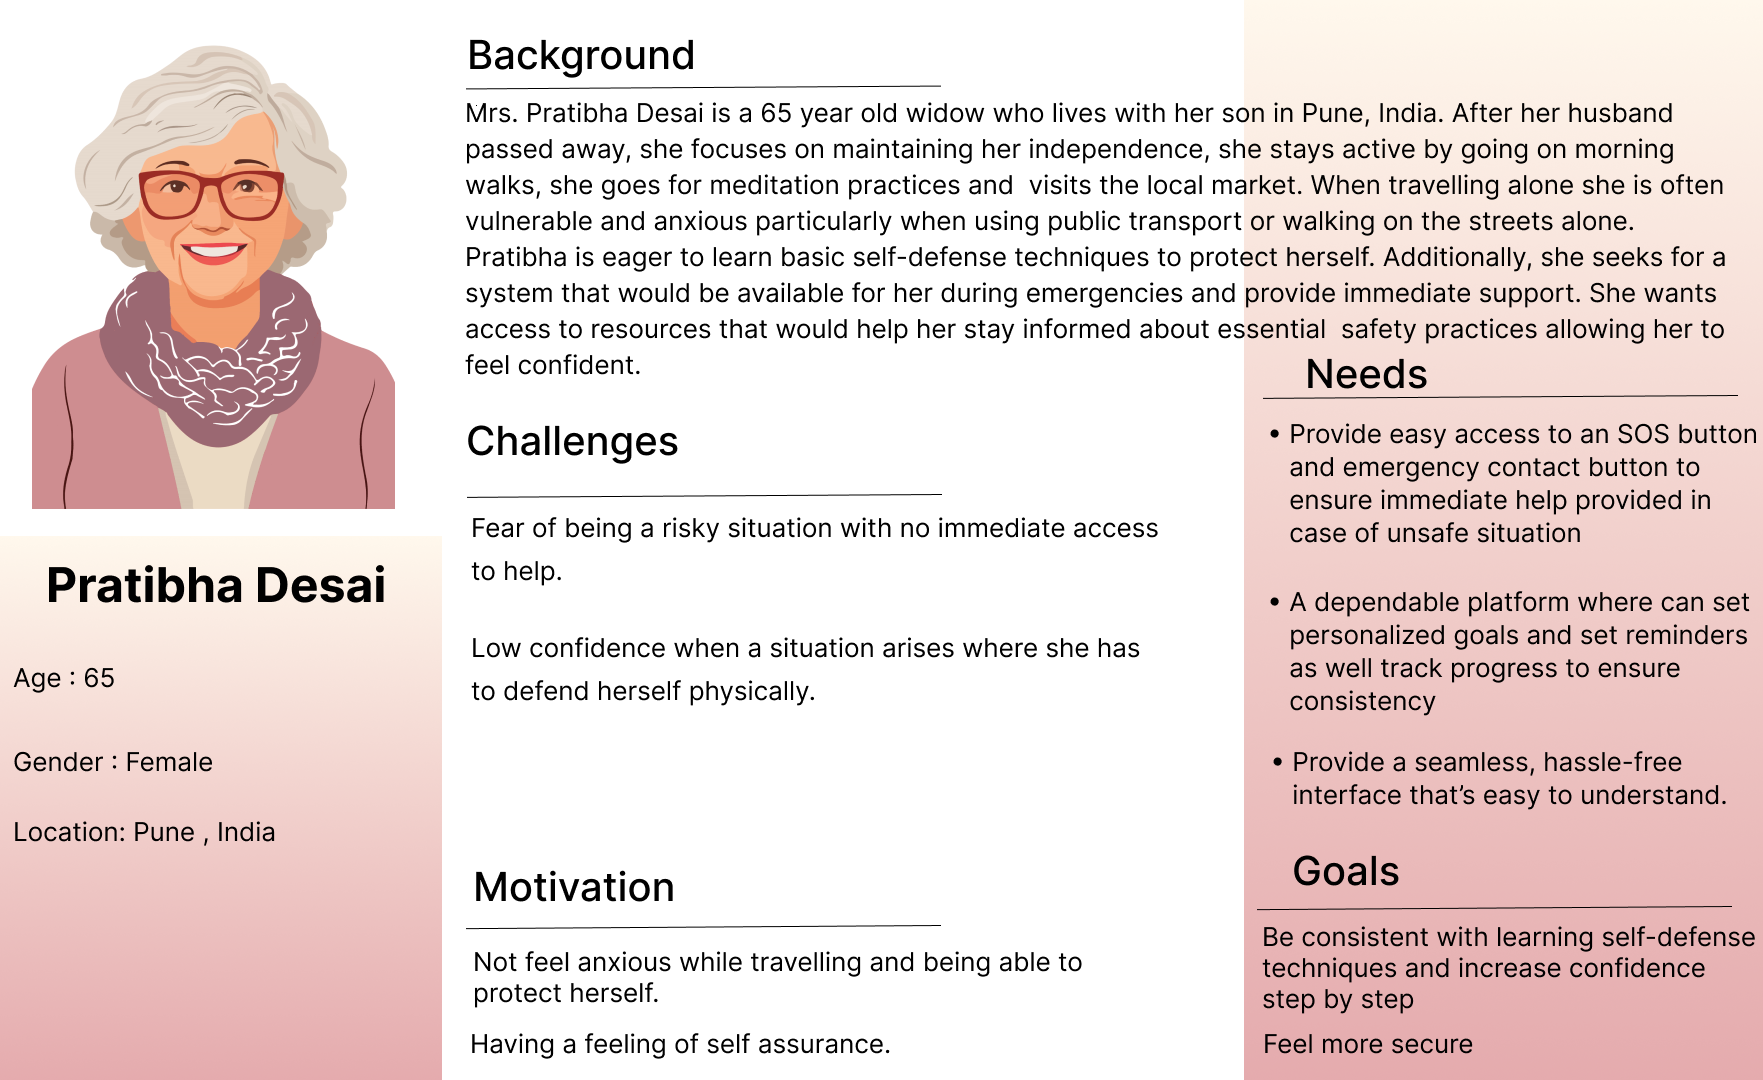 Background
Mrs. Pratibha Desai is a 65 year old widow who lives with her son in Pune, India. After her husband
passed away, she focuses on maintaining her independence, she stays active by going on morning
walks, she goes for meditation practices and  visits the local market. When travelling alone she is often
vulnerable and anxious particularly when using public transport or walking on the streets alone.
Pratibha is eager to learn basic self-defense techniques to protect herself. Additionally, she seeks for a
system that would be available for her during emergencies and provide immediate support. She wants
access to resources that would help her stay informed about essential  safety practices allowing her to
feel confident.
Pratibha Desai
Age : 65
Gender : Female
Location: Pune , India
Challenges
Fear of being a risky situation with no immediate access
to help.
Low confidence when a situation arises where she has
to defend herself physically.
Motivation
Not feel anxious while travelling and being able to
protect herself.
Having a feeling of self assurance.
Needs
• Provide easy access to an SOS button
and emergency contact button to
ensure immediate help provided in
case of unsafe situation
• A dependable platform where can set
personalized goals and set reminders
as well track progress to ensure
consistency
• Provide a seamless, hassle-free
interface that’s easy to understand.
Goals
Be consistent with learning self-defense
techniques and increase confidence
step by step
Feel more secure